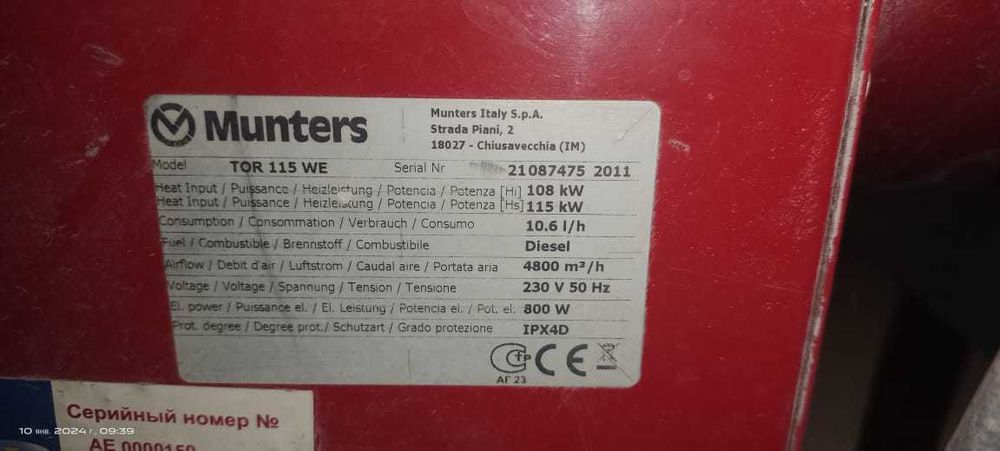 Munters
Munters Italy S.p.A.
Strada Piani, 2
18027 - Chiusavecchia (IM)
Model TOR 115 WE Serial Nr 21087475 2011
Heat Input / Puissance / Heizleistung / Potencia / Potenza [Hi] 108 kW
Heat Input / Puissance / Heizleistung / Potencia / Potenza [Hs] 115 kW
Consumption / Consommation / Verbrauch / Consumo 10.6 l/h
Fuel / Combustible / Brennstoff / Combustibile Diesel
Airflow / Debit d'air / Luftstrom / Caudal aire / Portata aria 4800 m³/h
Voltage / Voltage / Spannung / Tension / Tensione 230 V 50 Hz
El. power / Puissance el. / El. Leistung / Potencia el. / Pot. el. 800 W
Prot. degree / Degree prot./ Schutzart / Grado protezione IPX4D
CE
АГ 23
Серийный номер №
АЕ 0000150
10 янв. 2024 г., 09:39